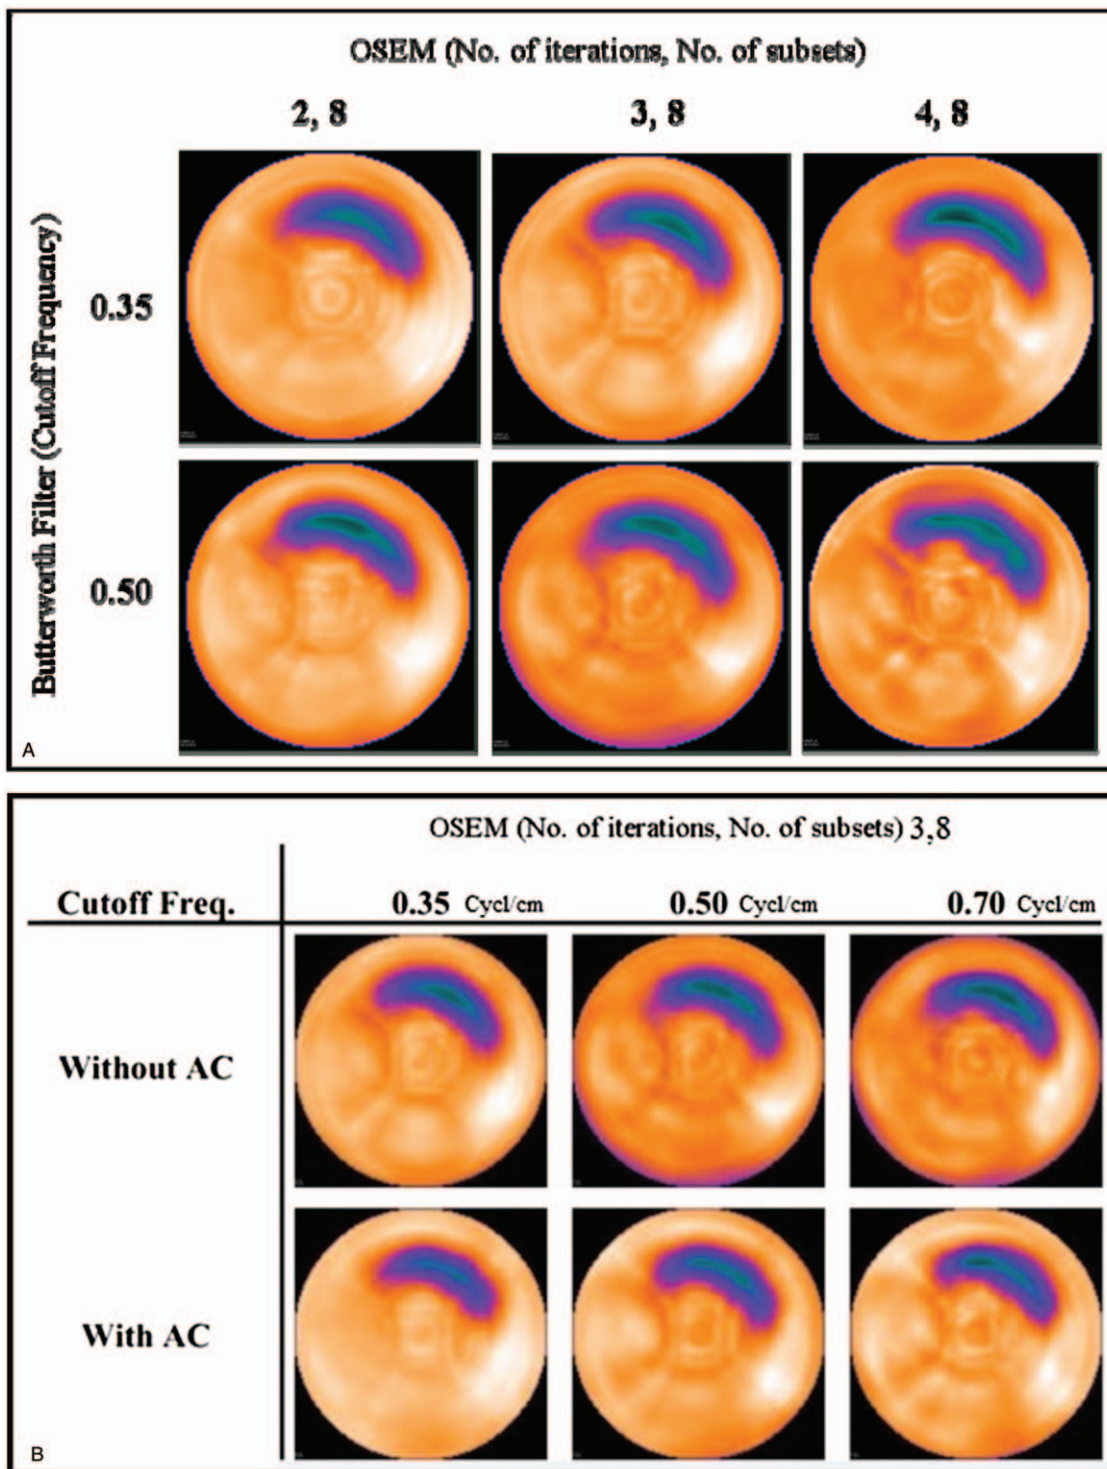 OSEM (No. of iterations, No. of subsets)
2, 8 3, 8 4, 8
Butterworth Filter (Cutoff Frequency)
0.35
0.50
A
OSEM (No. of iterations, No. of subsets) 3,8
Cutoff Freq. 0.35 Cycl/cm 0.50 Cycl/cm 0.70 Cycl/cm
Without AC
With AC
B